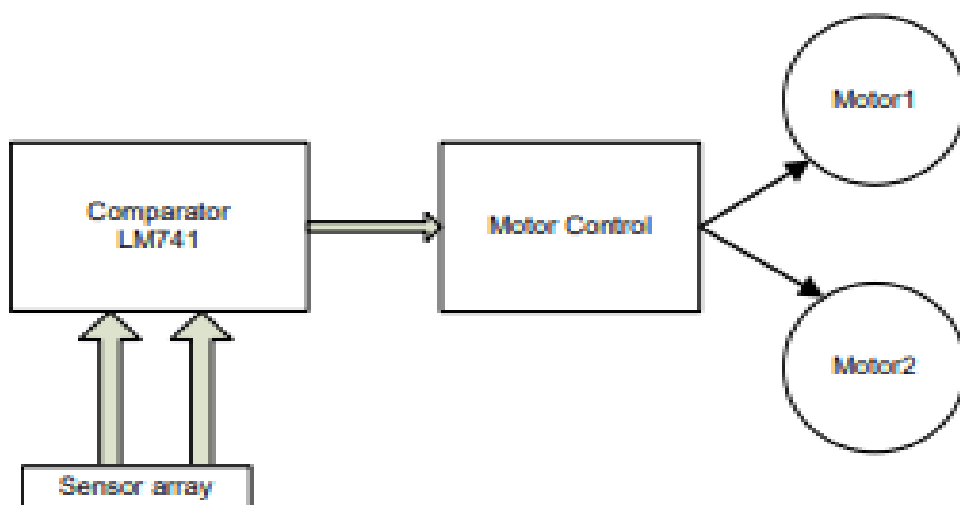 Comparator
LM741
Motor Control
Motor1
Motor2
Sensor array